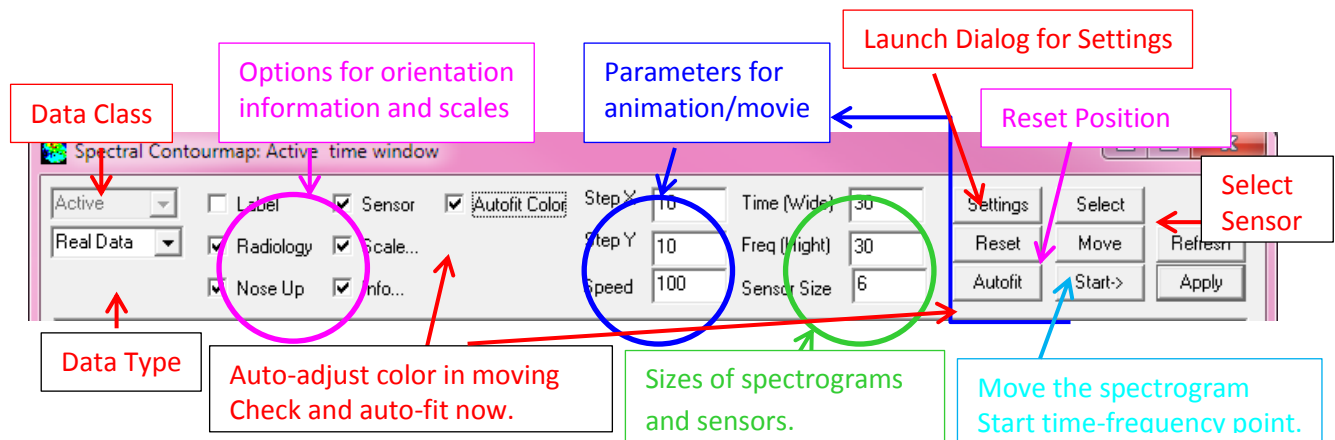 Launch Dialog for Settings
Options for orientation
information and scales
Parameters for
animation/movie
Data Class
Reset Position
Spectral Contourmap: Active time window
Select
Sensor
Active
Label
Sensor
Autofit Color
Step X
10
Time (Wide)
30
Settings
Select
Real Data
Radiology
Scale...
Step Y
10
Freq (Hight)
30
Reset
Move
Refresh
Nose Up
Info...
Speed
100
Sensor Size
6
Autofit
Start->
Apply
Data Type
Auto-adjust color in moving
Check and auto-fit now.
Sizes of spectrograms
and sensors.
Move the spectrogram
Start time-frequency point.